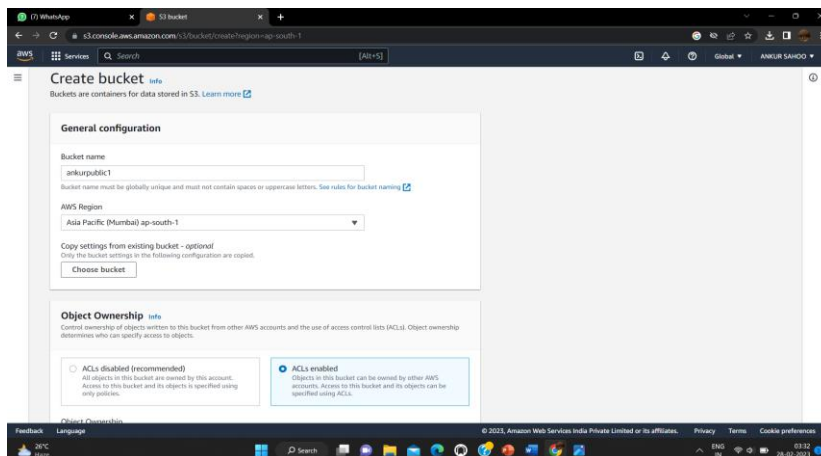 (7) WhatsApp
S3 bucket
s3.console.aws.amazon.com/s3/bucket/create?region=ap-south-1
aws
Services
Search
[Alt+S]
Global
ANKUR SAHOO
Create bucket Info
Buckets are containers for data stored in S3. Learn more
General configuration
Bucket name
ankurpublic1
Bucket name must be globally unique and must not contain spaces or uppercase letters. See rules for bucket naming
AWS Region
Asia Pacific (Mumbai) ap-south-1
Copy settings from existing bucket - optional
Only the bucket settings in the following configuration are copied.
Choose bucket
Object Ownership Info
Control ownership of objects written to this bucket from other AWS accounts and the use of access control lists (ACLs). Object ownership
determines who can specify access to objects.
ACLs disabled (recommended)
All objects in this bucket are owned by this account.
Access to this bucket and its objects is specified using
only policies.
ACLs enabled
Objects in this bucket can be owned by other AWS
accounts. Access to this bucket and its objects can be
specified using ACLs.
Object Ownership
Feedback
Language
© 2023, Amazon Web Services India Private Limited or its affiliates.
Privacy
Terms
Cookie preferences
26°C
Haze
Search
ENG
IN
03:32
28-02-2023